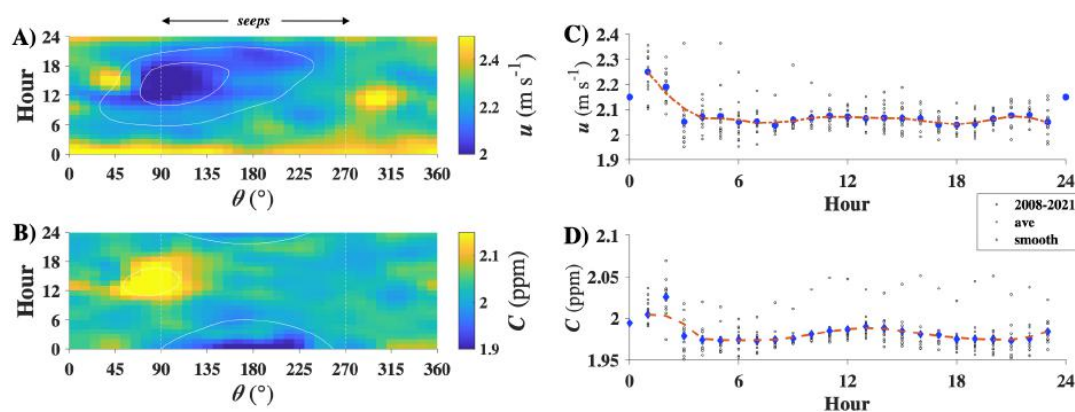 seeps
A)
Hour
24
18
12
6
0
0 45 90 135 180 225 270 315 360
θ (°)
2.4
2.2
2
u (m s⁻¹)
B)
Hour
24
18
12
6
0
0 45 90 135 180 225 270 315 360
θ (°)
2.1
2
1.9
C (ppm)
C)
u (m s⁻¹)
2.4
2.3
2.2
2.1
2
1.9
0 6 12 18 24
Hour
2008-2021
ave
smooth
D)
C (ppm)
2.1
2.05
2
1.95
0 6 12 18 24
Hour